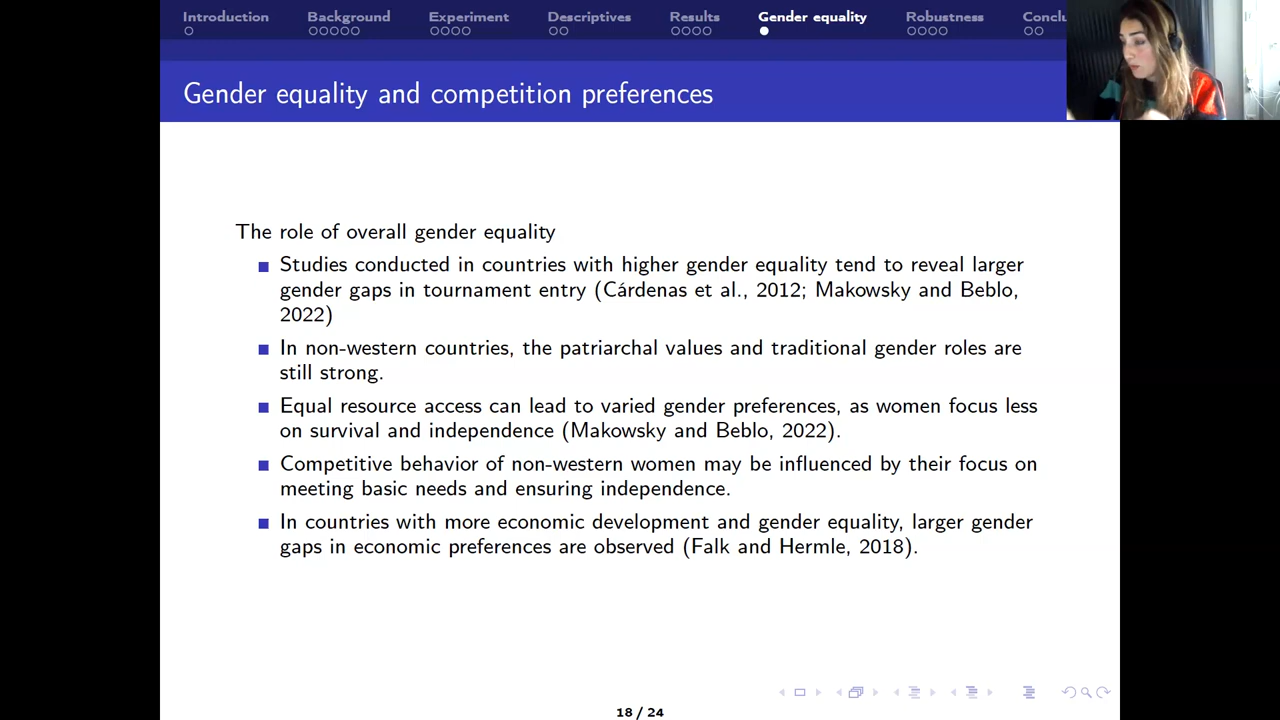 Introduction Background Experiment Descriptives Results Gender equality Robustness Conclu
Gender equality and competition preferences
The role of overall gender equality
Studies conducted in countries with higher gender equality tend to reveal larger
gender gaps in tournament entry (Cárdenas et al., 2012; Makowsky and Beblo,
2022)
In non-western countries, the patriarchal values and traditional gender roles are
still strong.
Equal resource access can lead to varied gender preferences, as women focus less
on survival and independence (Makowsky and Beblo, 2022).
Competitive behavior of non-western women may be influenced by their focus on
meeting basic needs and ensuring independence.
In countries with more economic development and gender equality, larger gender
gaps in economic preferences are observed (Falk and Hermle, 2018).
18 / 24